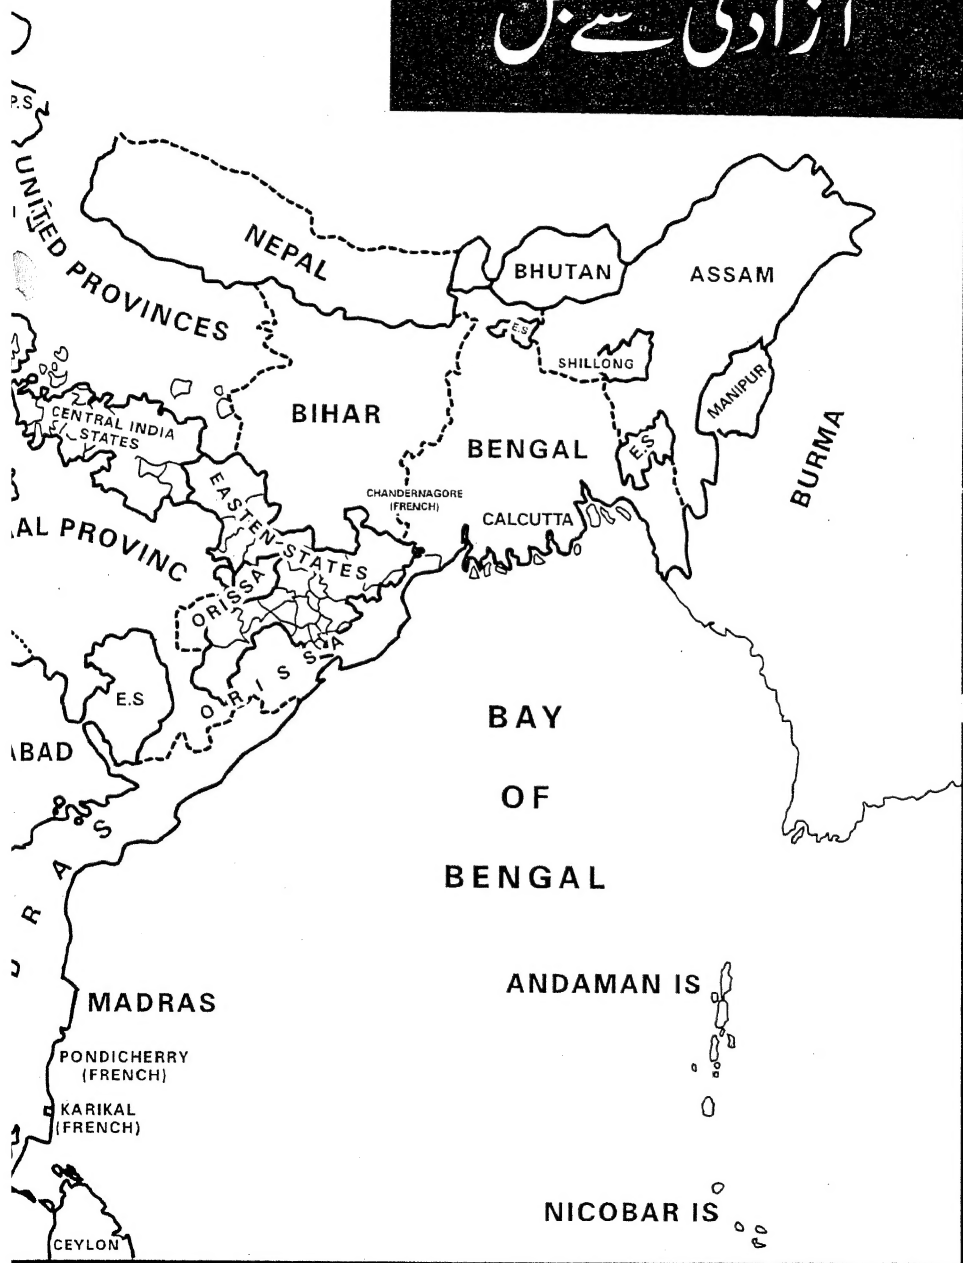 آزادی سے قبل
P.S
UNITED PROVINCES
NEPAL
BHUTAN
ASSAM
E.S
SHILLONG
MANIPUR
BURMA
CENTRAL INDIA
STATES
BIHAR
BENGAL
E.S
CHANDERNAGORE
(FRENCH)
CALCUTTA
EASTEN STATES
AL PROVINC
ORISSA
ORISSA
E.S
ABAD
BAY
OF
BENGAL
RAS
MADRAS
PONDICHERRY
(FRENCH)
KARIKAL
(FRENCH)
CEYLON
ANDAMAN IS
NICOBAR IS